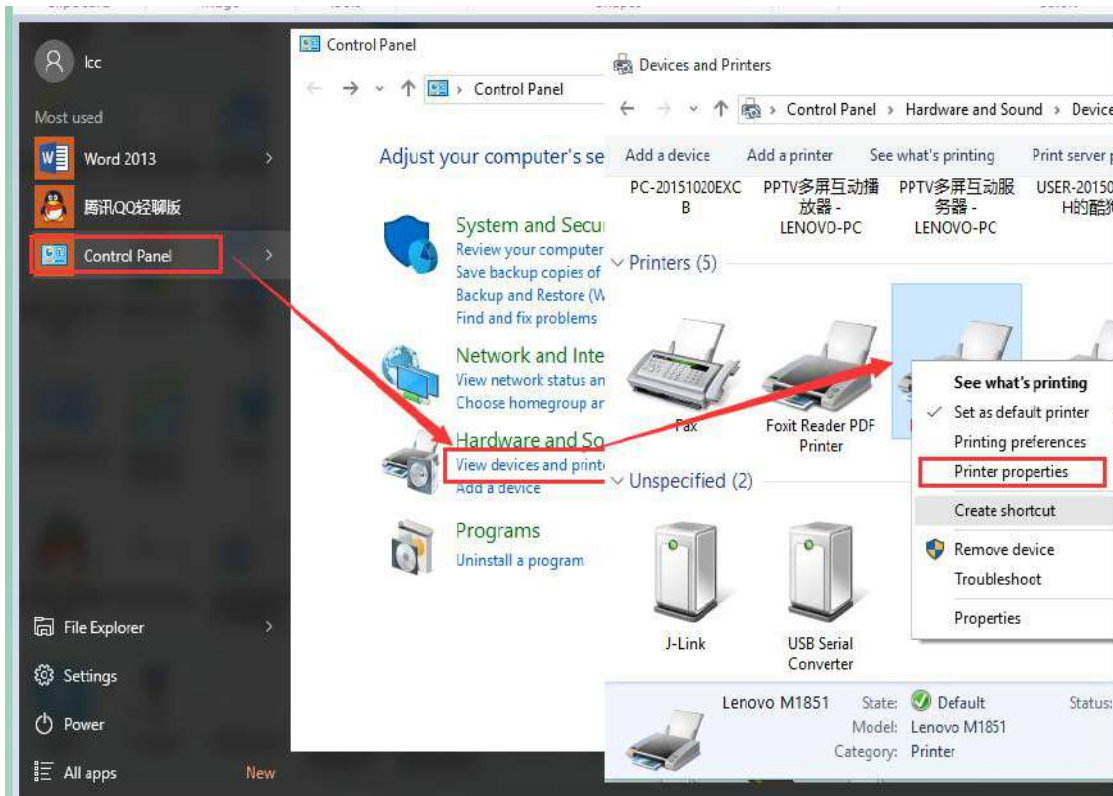 lcc
Most used
Word 2013
腾讯QQ轻聊版
Control Panel
File Explorer
Settings
Power
All apps New
Control Panel
Control Panel
Adjust your computer's se
System and Secu
Review your computer
Save backup copies of
Backup and Restore (W
Find and fix problems
Network and Inte
View network status an
Choose homegroup ar
Hardware and So
View devices and printe
Add a device
Programs
Uninstall a program
Devices and Printers
Control Panel > Hardware and Sound > Device
Add a device Add a printer See what's printing Print server p
PC-20151020EXC PPTV多屏互动播 PPTV多屏互动服 USER-20150
B 放器 - 务器 - H的酷狗
LENOVO-PC LENOVO-PC
Printers (5)
Fax Foxit Reader PDF
Printer
See what's printing
Set as default printer
Printing preferences
Printer properties
Create shortcut
Remove device
Troubleshoot
Properties
Unspecified (2)
J-Link USB Serial
Converter
Lenovo M1851 State: Default Status:
Model: Lenovo M1851
Category: Printer